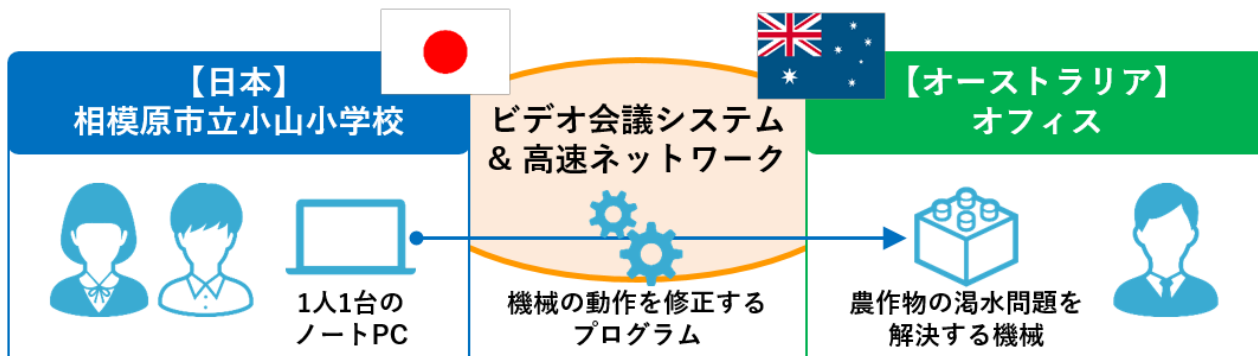 【日本】
相模原市立小山小学校
ビデオ会議システム
& 高速ネットワーク
【オーストラリア】
オフィス
1人1台の
ノートPC
機械の動作を修正する
プログラム
農作物の渇水問題を
解決する機械